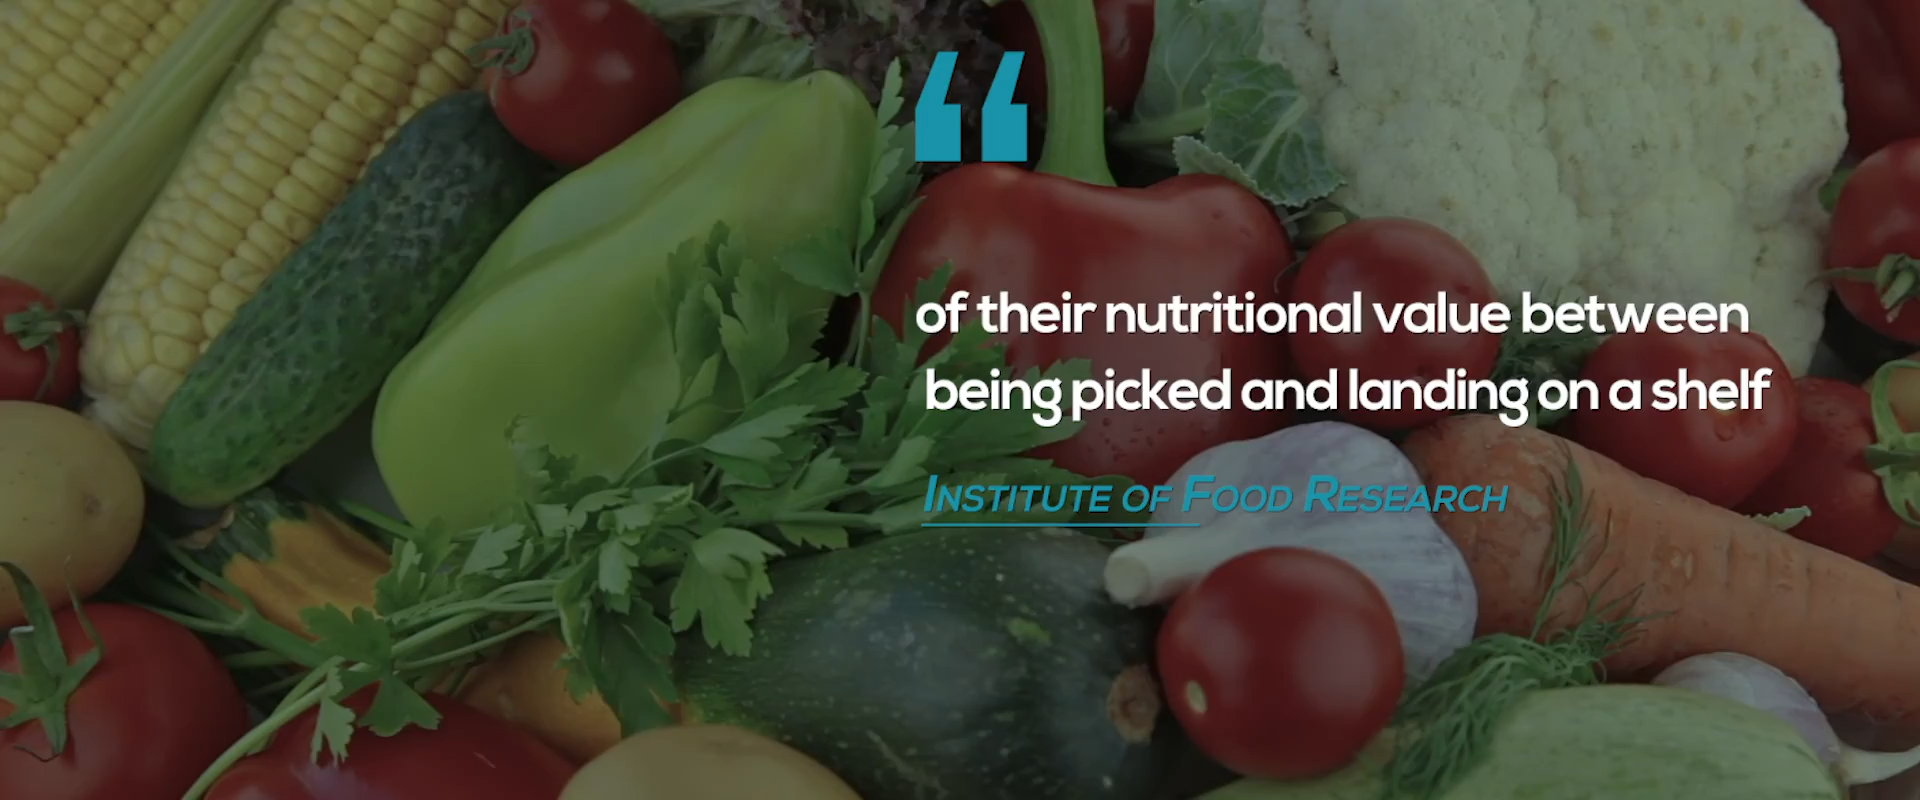 “
of their nutritional value between
being picked and landing on a shelf
INSTITUTE OF FOOD RESEARCH